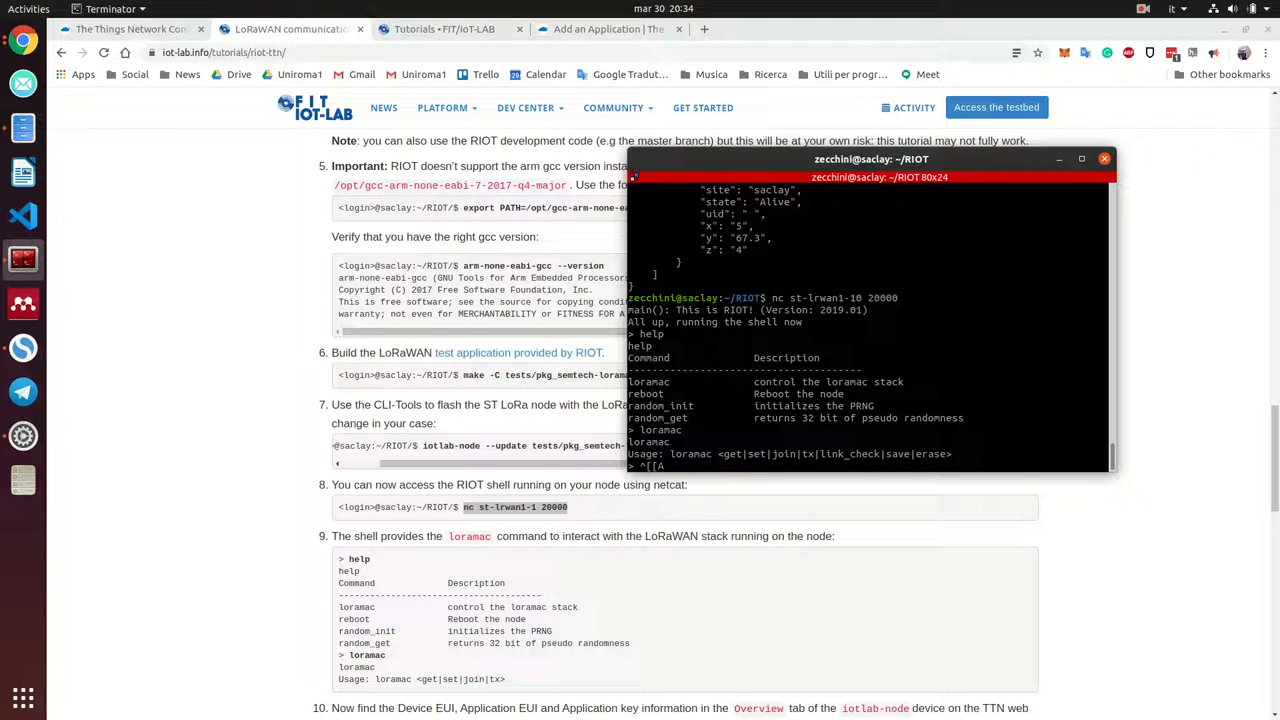 Activities
Terminator
mar 30 20:34
it
The Things Network Con
LoRaWAN communicatio
Tutorials • FIT/IoT-LAB
Add an Application | The
iot-lab.info/tutorials/riot-ttn/
Apps
Social
News
Drive
Uniroma1
Gmail
Uniroma1
Trello
Calendar
Google Tradut...
Musica
Ricerca
Utili per progr...
Meet
Other bookmarks
FIT IOT-LAB
NEWS
PLATFORM
DEV CENTER
COMMUNITY
GET STARTED
ACTIVITY
Access the testbed
Note: you can also use the RIOT development code (e.g the master branch) but this will be at your own risk: this tutorial may not fully work.
5. Important: RIOT doesn't support the arm gcc version insta
/opt/gcc-arm-none-eabi-7-2017-q4-major. Use the fo
<login>@saclay:~/RIOT/$ export PATH=/opt/gcc-arm-none-ea
Verify that you have the right gcc version:
<login>@saclay:~/RIOT/$ arm-none-eabi-gcc --version
arm-none-eabi-gcc (GNU Tools for Arm Embedded Processors
Copyright (C) 2017 Free Software Foundation, Inc.
This is free software; see the source for copying condit
warranty; not even for MERCHANTABILITY or FITNESS FOR A
6. Build the LoRaWAN test application provided by RIOT.
<login>@saclay:~/RIOT/$ make -C tests/pkg_semtech-lorama
7. Use the CLI-Tools to flash the ST LoRa node with the LoRa
change in your case:
@saclay:~/RIOT/$ iotlab-node --update tests/pkg_semtech-
8. You can now access the RIOT shell running on your node using netcat:
<login>@saclay:~/RIOT/$ nc st-lrwan1-1 20000
9. The shell provides the loramac command to interact with the LoRaWAN stack running on the node:
> help
help
Command Description
--------------------------------------
loramac control the loramac stack
reboot Reboot the node
random_init initializes the PRNG
random_get returns 32 bit of pseudo randomness
> loramac
loramac
Usage: loramac <get|set|join|tx>
10. Now find the Device EUI, Application EUI and Application key information in the Overview tab of the iotlab-node device on the TTN web
zecchini@saclay: ~/RIOT
zecchini@saclay: ~/RIOT 80x24
"site": "saclay",
"state": "Alive",
"uid": " ",
"x": "5",
"y": "67.3",
"z": "4"
}
]
}
zecchini@saclay:~/RIOT$ nc st-lrwan1-10 20000
main(): This is RIOT! (Version: 2019.01)
All up, running the shell now
> help
help
Command Description
---------------------------------------
loramac control the loramac stack
reboot Reboot the node
random_init initializes the PRNG
random_get returns 32 bit of pseudo randomness
> loramac
loramac
Usage: loramac <get|set|join|tx|link_check|save|erase>
> ^[[A